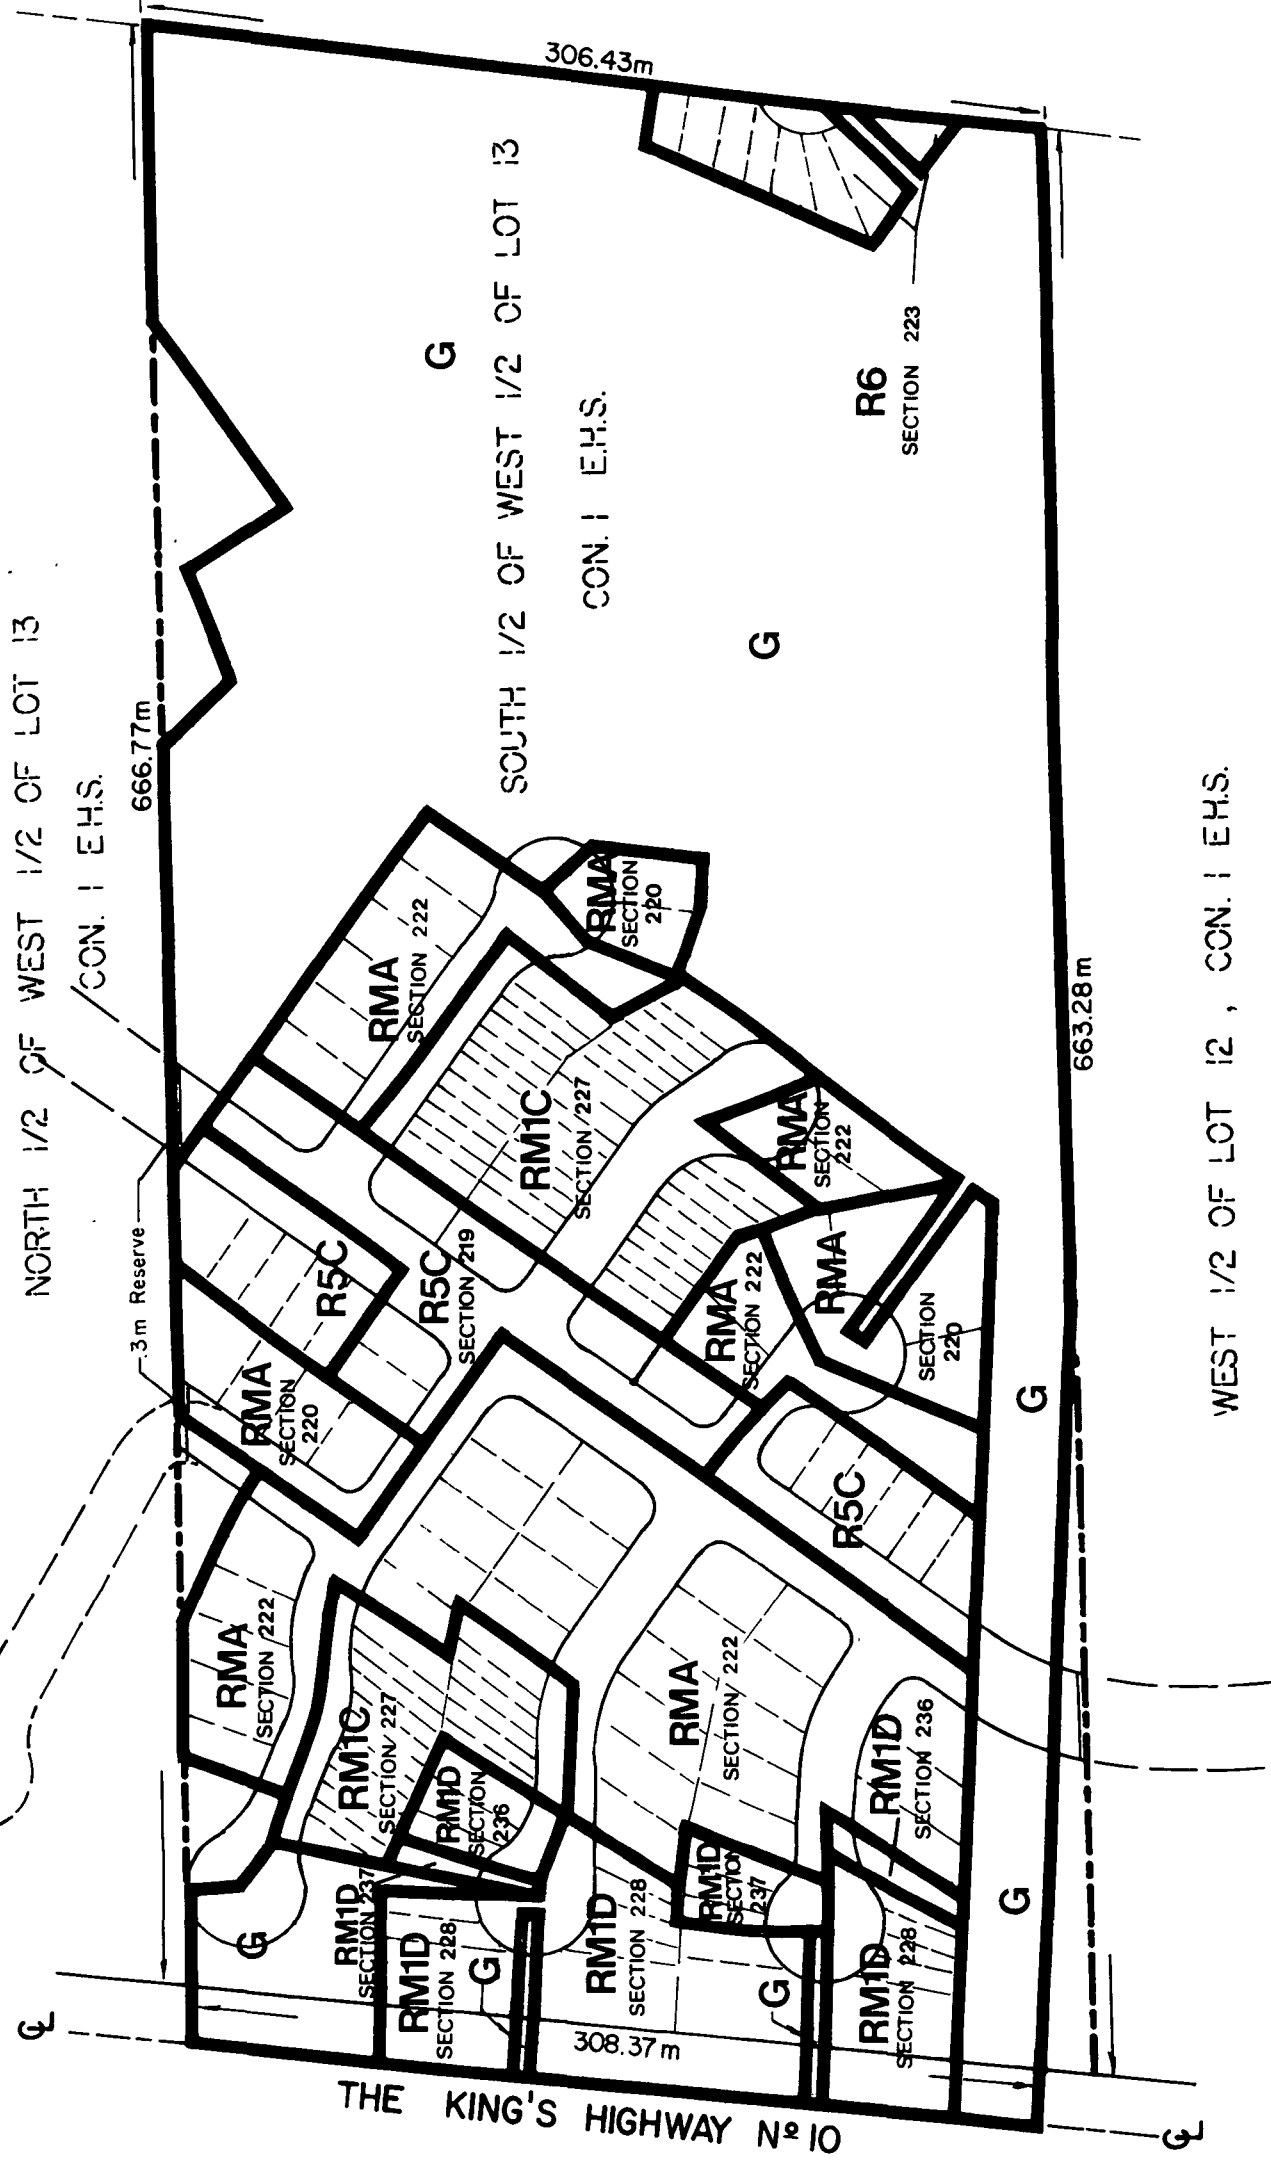 306.43m
NORTH 1/2 OF WEST 1/2 OF LOT 13
CON. 1 E.H.S.
666.77m
SOUTH 1/2 OF WEST 1/2 OF LOT 13
CON. 1 E.H.S.
G
G
R6
SECTION 223
WEST 1/2 OF LOT 12 , CON. 1 E.H.S.
663.28m
RMA
SECTION 222
RMA
SECTION
220
RM1C
SECTION 227
RMA
SECTION
222
.3m Reserve
R5C
R5C
SECTION 219
RMA
SECTION 222
RMA
SECTION
220
RMA
SECTION
220
R5C
G
RMA
SECTION 222
RM1C
SECTION 227
RMA
SECTION 222
RM1D
SECTION 236
RM1D
SECTION
236
RM1D
SECTION 237
RM1D
SECTION
237
G
RM1D
SECTION 228
G
RM1D
SECTION 228
G
RM1D
SECTION 228
G
308.37m
THE KING'S HIGHWAY Nº 10
℄
℄